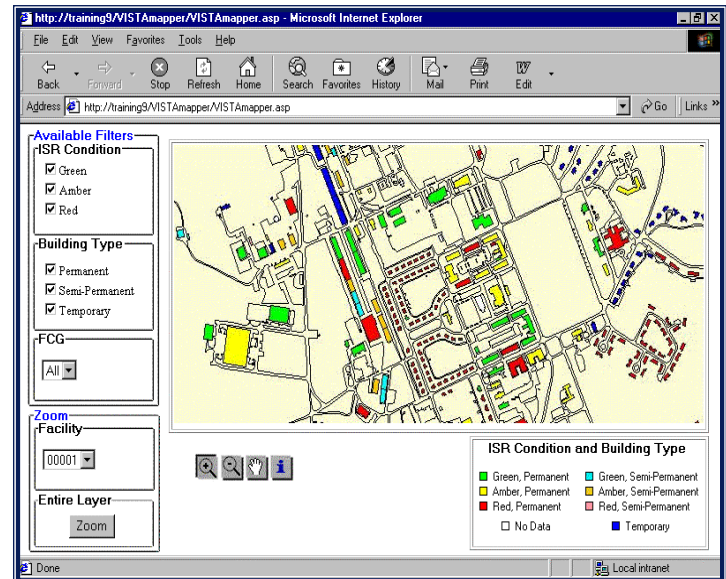 http://training9/VISTAmapper/VISTAmapper.asp - Microsoft Internet Explorer
File Edit View Favorites Tools Help
Back Forward Stop Refresh Home Search Favorites History Mail Print Edit
Address http://training9/VISTAmapper/VISTAmapper.asp Go Links »
Available Filters
ISR Condition
Green
Amber
Red
Building Type
Permanent
Semi-Permanent
Temporary
FCG
All
Zoom
Facility
00001
Entire Layer
Zoom
ISR Condition and Building Type
Green, Permanent Green, Semi-Permanent
Amber, Permanent Amber, Semi-Permanent
Red, Permanent Red, Semi-Permanent
No Data Temporary
Done Local intranet